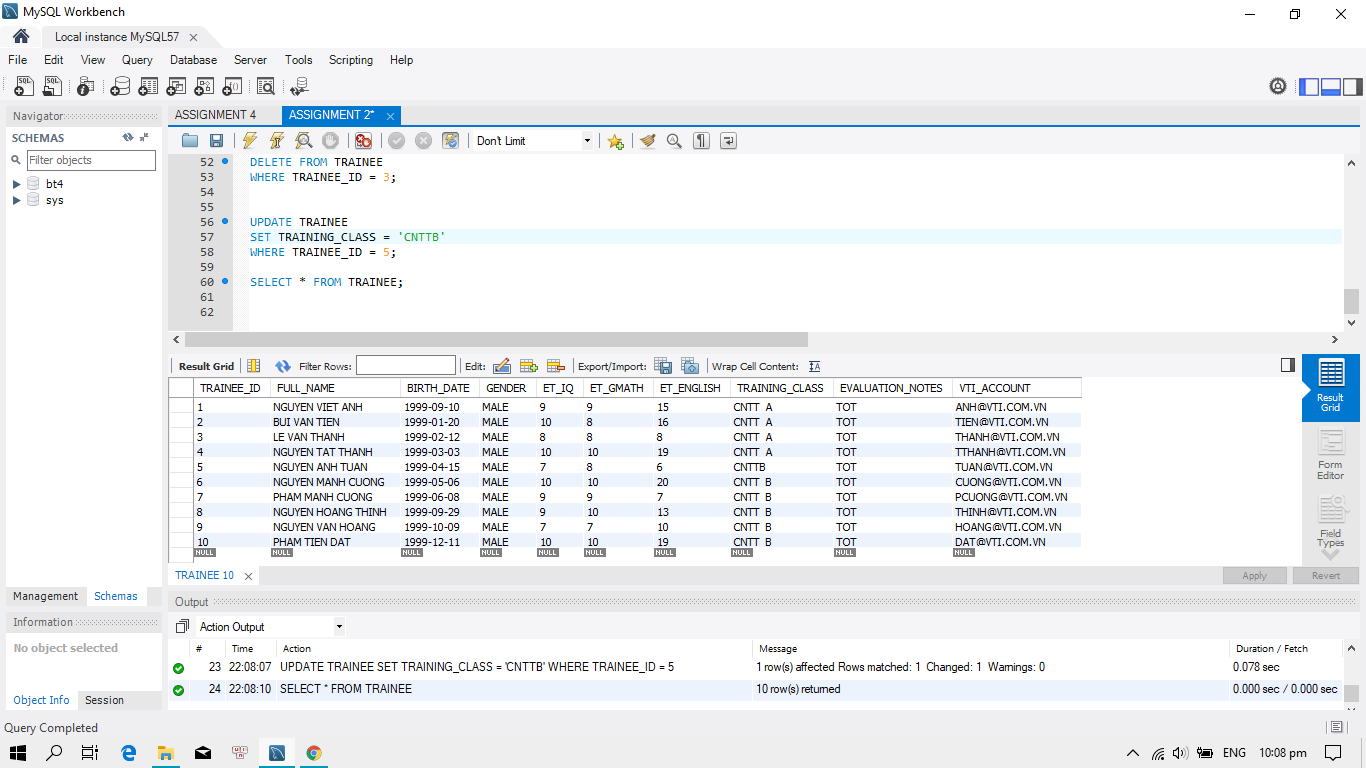 MySQL Workbench
Local instance MySQL57
File Edit View Query Database Server Tools Scripting Help
Navigator
SCHEMAS
Filter objects
bt4
sys
ASSIGNMENT 4
ASSIGNMENT 2*
Don't Limit
52 DELETE FROM TRAINEE
53 WHERE TRAINEE_ID = 3;
54
55
56 UPDATE TRAINEE
57 SET TRAINING_CLASS = 'CNTTB'
58 WHERE TRAINEE_ID = 5;
59
60 SELECT * FROM TRAINEE;
61
62
Result Grid Filter Rows: Edit: Export/Import: Wrap Cell Content:
TRAINEE_ID FULL_NAME BIRTH_DATE GENDER ET_IQ ET_GMATH ET_ENGLISH TRAINING_CLASS EVALUATION_NOTES VTI_ACCOUNT
1 NGUYEN VIET ANH 1999-09-10 MALE 9 9 15 CNTT A TOT ANH@VTI.COM.VN
2 BUI VAN TIEN 1999-01-20 MALE 10 8 16 CNTT A TOT TIEN@VTI.COM.VN
3 LE VAN THANH 1999-02-12 MALE 8 8 8 CNTT A TOT THANH@VTI.COM.VN
4 NGUYEN TAT THANH 1999-03-03 MALE 10 10 19 CNTT A TOT TTHANH@VTI.COM.VN
5 NGUYEN ANH TUAN 1999-04-15 MALE 7 8 6 CNTTB TOT TUAN@VTI.COM.VN
6 NGUYEN MANH CUONG 1999-05-06 MALE 10 10 20 CNTT B TOT CUONG@VTI.COM.VN
7 PHAM MANH CUONG 1999-06-08 MALE 9 9 7 CNTT B TOT PCUONG@VTI.COM.VN
8 NGUYEN HOANG THINH 1999-09-29 MALE 9 10 13 CNTT B TOT THINH@VTI.COM.VN
9 NGUYEN VAN HOANG 1999-10-09 MALE 7 7 10 CNTT B TOT HOANG@VTI.COM.VN
10 PHAM TIEN DAT 1999-12-11 MALE 10 10 19 CNTT B TOT DAT@VTI.COM.VN
NULL NULL NULL NULL NULL NULL NULL NULL NULL NULL
Result
Grid
Form
Editor
Field
Types
TRAINEE 10
Apply
Revert
Management Schemas
Information
No object selected
Object Info Session
Output
Action Output
# Time Action Message Duration / Fetch
23 22:08:07 UPDATE TRAINEE SET TRAINING_CLASS = 'CNTTB' WHERE TRAINEE_ID = 5 1 row(s) affected Rows matched: 1 Changed: 1 Warnings: 0 0.078 sec
24 22:08:10 SELECT * FROM TRAINEE 10 row(s) returned 0.000 sec / 0.000 sec
Query Completed
ENG 10:08 pm